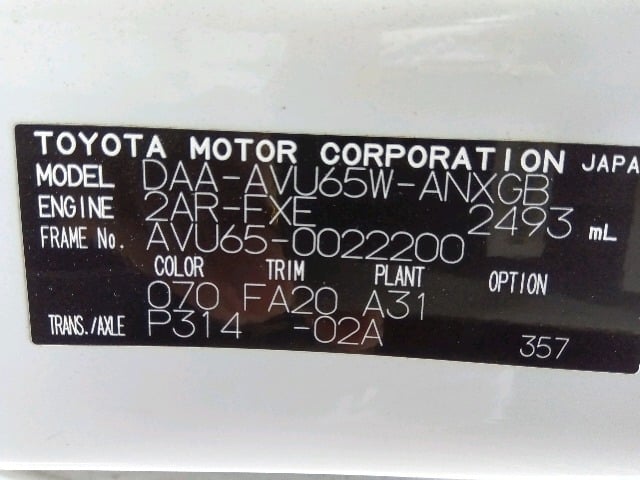 TOYOTA MOTOR CORPORATION JAPA
MODEL DAA-AVU65W-ANXGB
ENGINE 2AR-FXE 2493 mL
FRAME No. AVU65-0022200
COLOR TRIM PLANT OPTION
070 FA20 A31
TRANS./AXLE P314 -02A 357